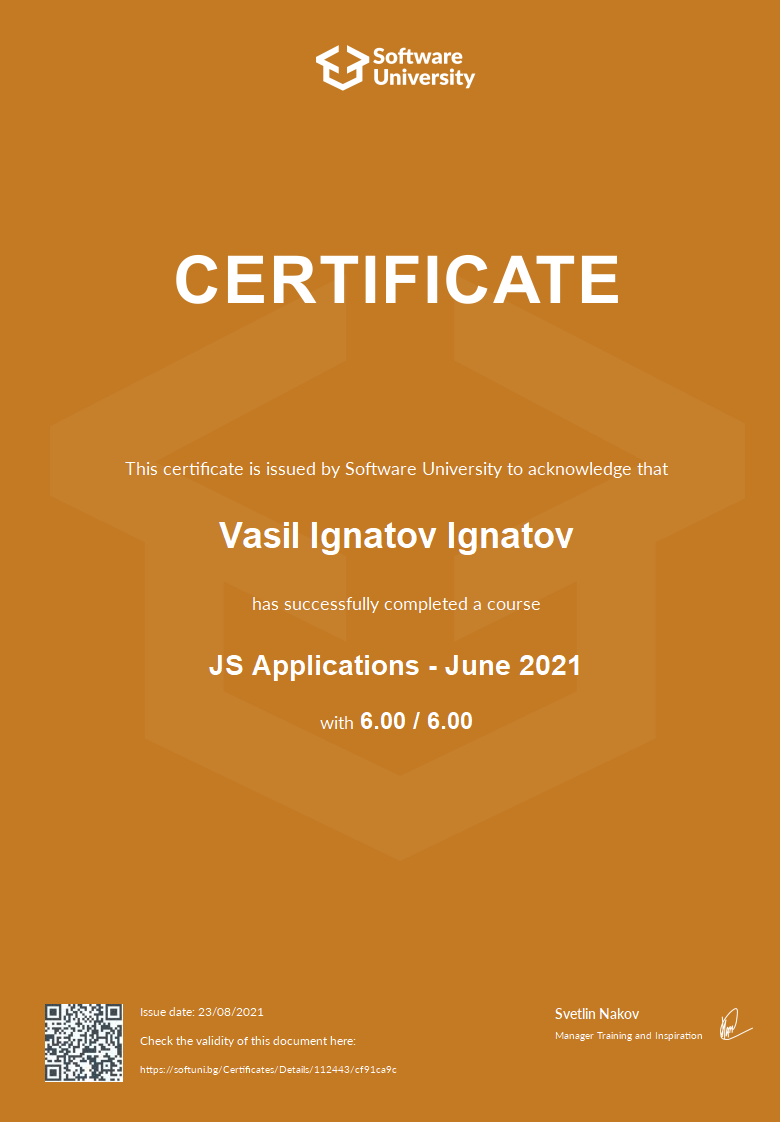 Software
University
CERTIFICATE
This certificate is issued by Software University to acknowledge that
Vasil Ignatov Ignatov
has successfully completed a course
JS Applications - June 2021
with 6.00 / 6.00
Issue date: 23/08/2021
Check the validity of this document here:
https://softuni.bg/Certificates/Details/112443/cf91ca9c
Svetlin Nakov
Manager Training and Inspiration